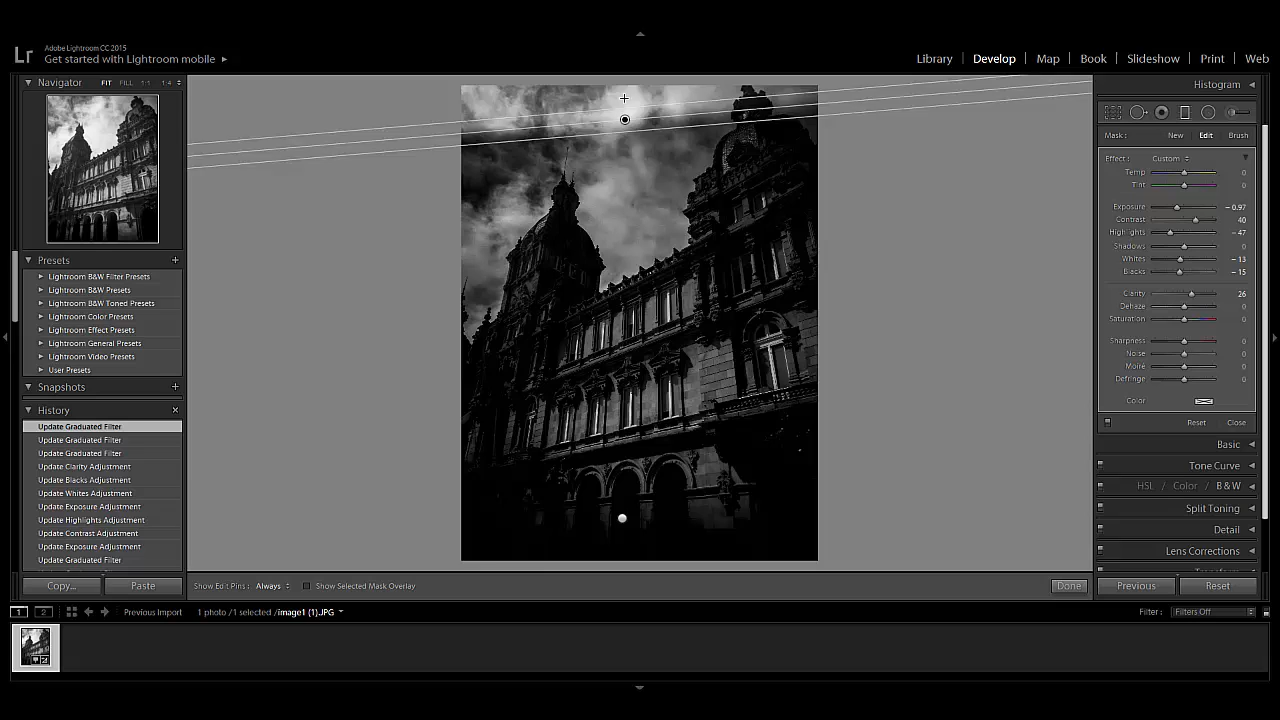 Lr
Adobe Lightroom CC 2015
Get started with Lightroom mobile
Library | Develop | Map | Book | Slideshow | Print | Web
Navigator FIT FILL 1:1 1:4
Histogram
Mask : New Edit Brush
Effect : Custom
Temp 0
Tint 0
Exposure – 0.97
Contrast 40
Highlights – 47
Shadows 0
Whites – 13
Blacks – 15
Clarity 26
Dehaze 0
Saturation 0
Sharpness 0
Noise 0
Moiré 0
Defringe 0
Color
Reset Close
Basic
Tone Curve
HSL / Color / B & W
Split Toning
Detail
Lens Corrections
Presets +
Lightroom B&W Filter Presets
Lightroom B&W Presets
Lightroom B&W Toned Presets
Lightroom Color Presets
Lightroom Effect Presets
Lightroom General Presets
Lightroom Video Presets
User Presets
Snapshots +
History
Update Graduated Filter
Update Graduated Filter
Update Graduated Filter
Update Clarity Adjustment
Update Blacks Adjustment
Update Whites Adjustment
Update Exposure Adjustment
Update Highlights Adjustment
Update Contrast Adjustment
Update Exposure Adjustment
Update Graduated Filter
Copy... Paste
Show Edit Pins : Always Show Selected Mask Overlay
Done
Previous Reset
1 2 Previous Import 1 photo / 1 selected / image1 (1).JPG
Filter : Filters Off